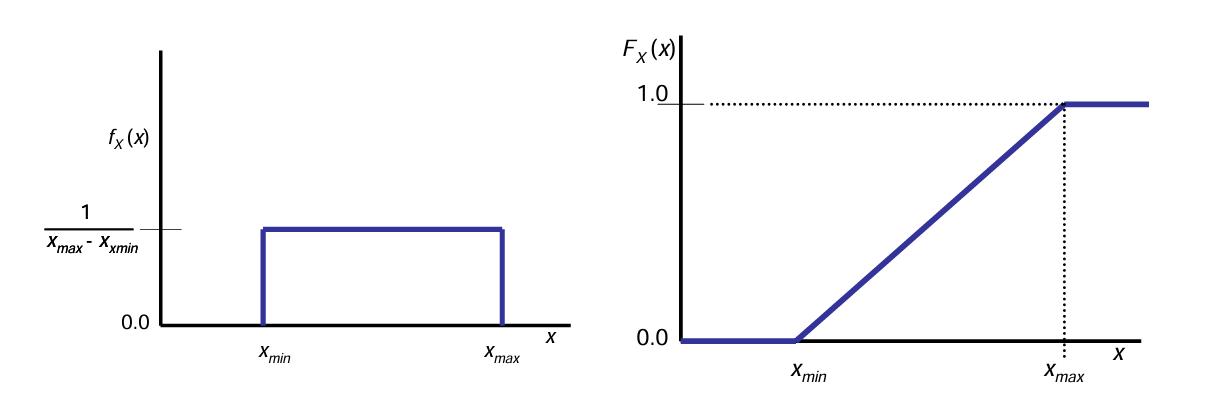 f_X(x)
1
x_max - x_xmin
0.0
x_min
x_max
x
F_X(x)
1.0
0.0
x_min
x_max
x